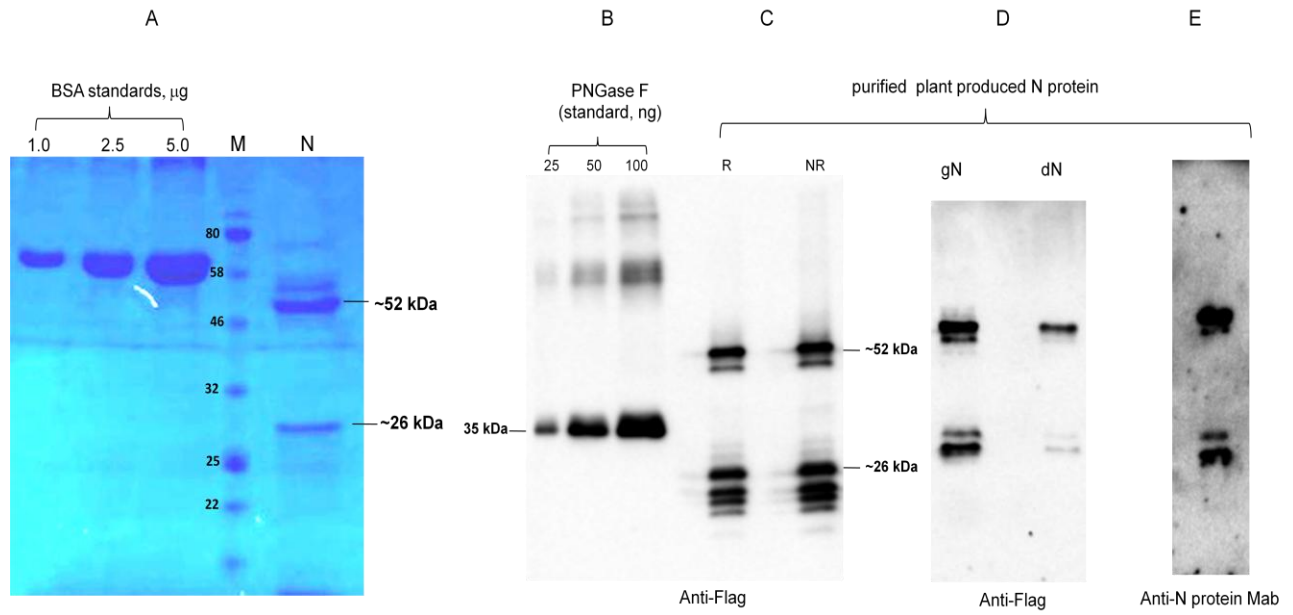 A
B
C
D
E
BSA standards, µg
1.0 2.5 5.0 M N
80
58
46
32
25
22
~52 kDa
~26 kDa
PNGase F
(standard, ng)
25 50 100
35 kDa
purified plant produced N protein
R NR
~52 kDa
~26 kDa
gN dN
Anti-Flag
Anti-Flag
Anti-N protein Mab